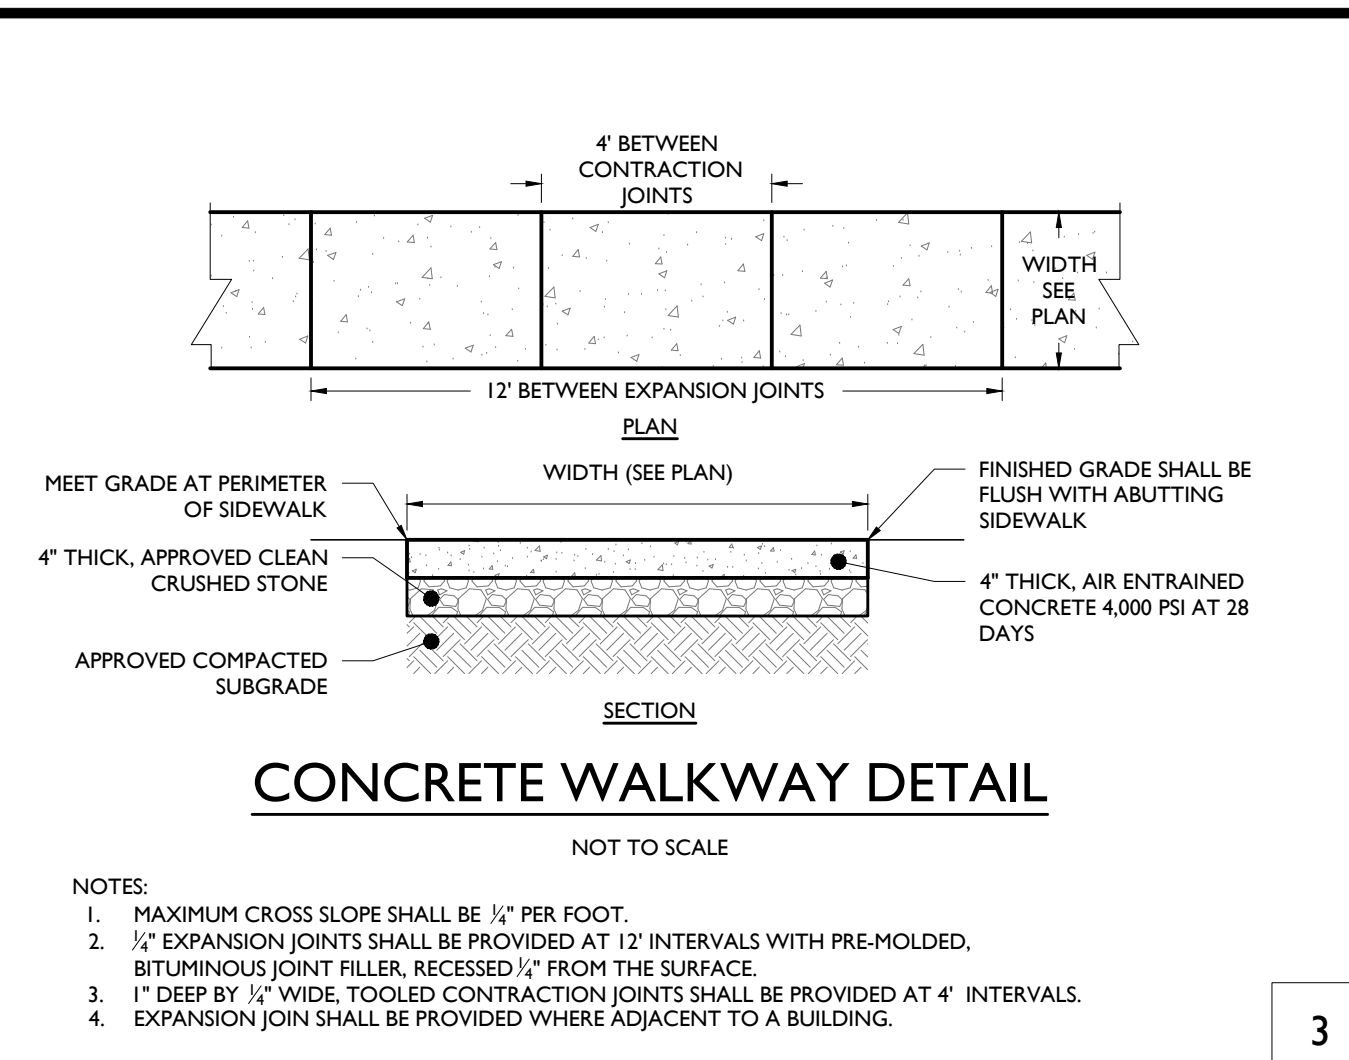 4' BETWEEN
CONTRACTION
JOINTS
WIDTH
SEE
PLAN
12' BETWEEN EXPANSION JOINTS
PLAN
WIDTH (SEE PLAN)
MEET GRADE AT PERIMETER
OF SIDEWALK
FINISHED GRADE SHALL BE
FLUSH WITH ABUTTING
SIDEWALK
4" THICK, APPROVED CLEAN
CRUSHED STONE
4" THICK, AIR ENTRAINED
CONCRETE 4,000 PSI AT 28
DAYS
APPROVED COMPACTED
SUBGRADE
SECTION
CONCRETE WALKWAY DETAIL
NOT TO SCALE
NOTES:
1. MAXIMUM CROSS SLOPE SHALL BE ¼" PER FOOT.
2. ¼" EXPANSION JOINTS SHALL BE PROVIDED AT 12' INTERVALS WITH PRE-MOLDED,
BITUMINOUS JOINT FILLER, RECESSED ¼" FROM THE SURFACE.
3. 1" DEEP BY ¼" WIDE, TOOLED CONTRACTION JOINTS SHALL BE PROVIDED AT 4' INTERVALS.
4. EXPANSION JOIN SHALL BE PROVIDED WHERE ADJACENT TO A BUILDING.
3